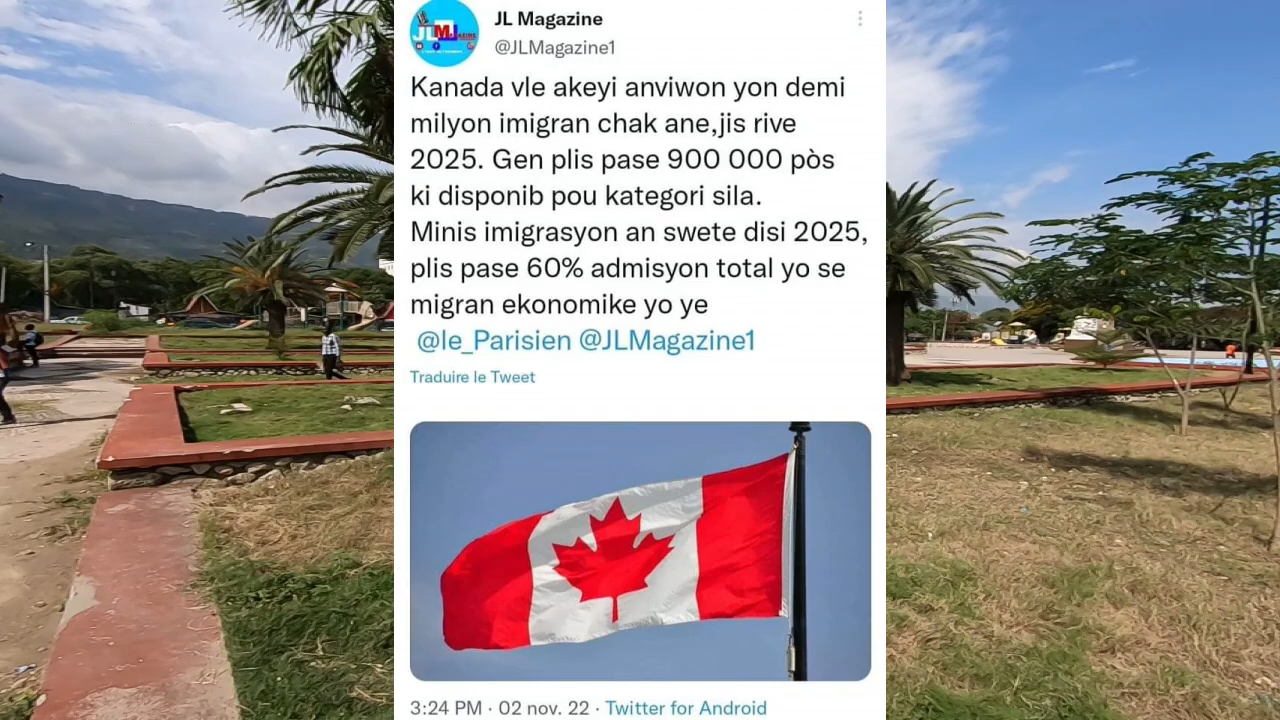 JL Magazine
@JLMagazine1
Kanada vle akeyi anviwon yon demi
milyon imigran chak ane,jis rive
2025. Gen plis pase 900 000 pòs
ki disponib pou kategori sila.
Minis imigrasyon an swete disi 2025,
plis pase 60% admisyon total yo se
migran ekonomike yo ye
@le_Parisien @JLMagazine1
Traduire le Tweet
3:24 PM · 02 nov. 22 · Twitter for Android